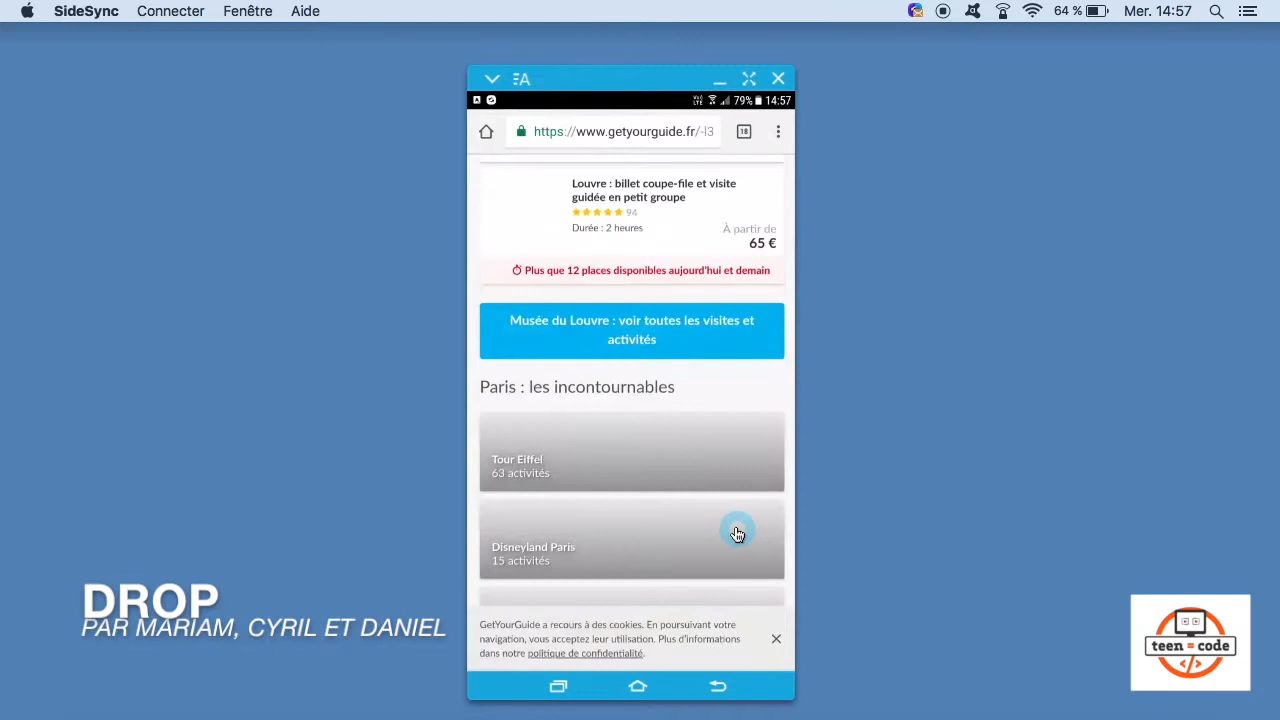 SideSync Connecter Fenêtre Aide 64 % Mer. 14:57
79% 14:57
https://www.getyourguide.fr/-l3 18
Louvre : billet coupe-file et visite
guidée en petit groupe
94
Durée : 2 heures
À partir de
65 €
Plus que 12 places disponibles aujourd'hui et demain
Musée du Louvre : voir toutes les visites et
activités
Paris : les incontournables
Tour Eiffel
63 activités
Disneyland Paris
15 activités
GetYourGuide a recours à des cookies. En poursuivant votre
navigation, vous acceptez leur utilisation. Plus d'informations
dans notre politique de confidentialité.
DROP
PAR MARIAM, CYRIL ET DANIEL
teen = code